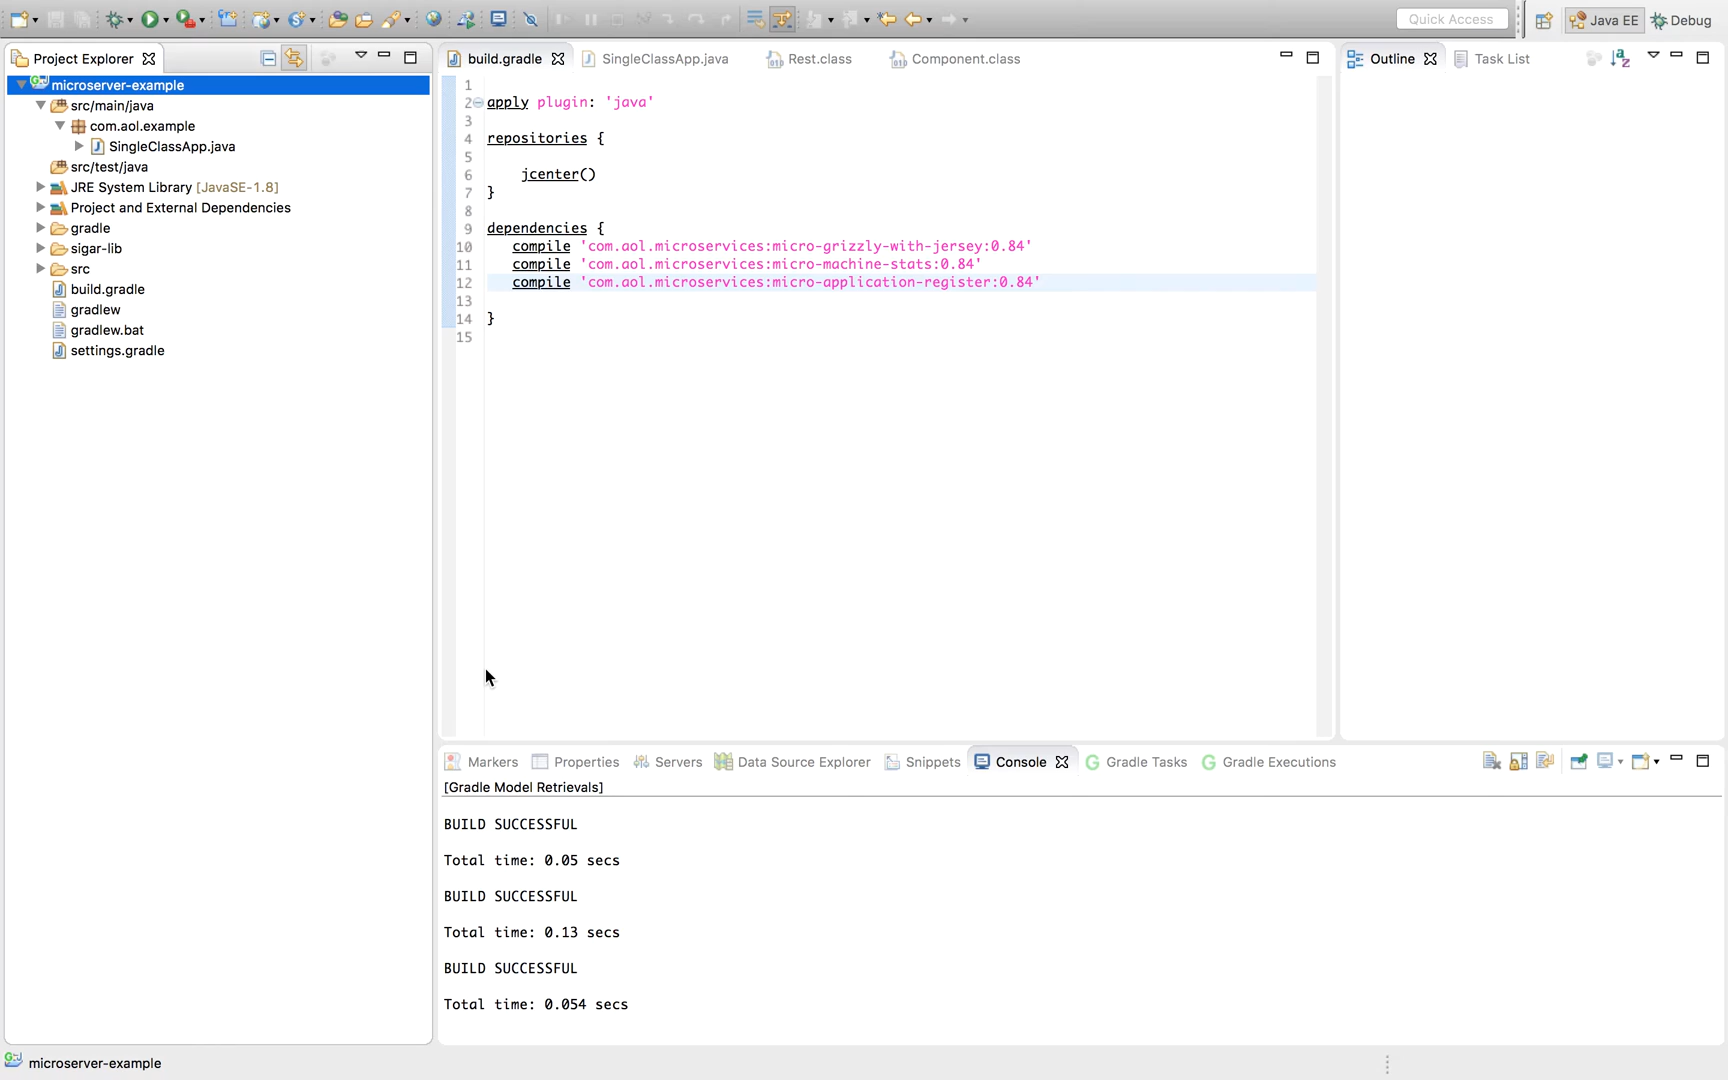 Quick Access
Java EE
Debug
Project Explorer
microserver-example
src/main/java
com.aol.example
SingleClassApp.java
src/test/java
JRE System Library [JavaSE-1.8]
Project and External Dependencies
gradle
sigar-lib
src
build.gradle
gradlew
gradlew.bat
settings.gradle
build.gradle
SingleClassApp.java
Rest.class
Component.class
1
2 apply plugin: 'java'
3
4 repositories {
5
6 jcenter()
7 }
8
9 dependencies {
10 compile 'com.aol.microservices:micro-grizzly-with-jersey:0.84'
11 compile 'com.aol.microservices:micro-machine-stats:0.84'
12 compile 'com.aol.microservices:micro-application-register:0.84'
13
14 }
15
Outline
Task List
Markers
Properties
Servers
Data Source Explorer
Snippets
Console
Gradle Tasks
Gradle Executions
[Gradle Model Retrievals]
BUILD SUCCESSFUL
Total time: 0.05 secs
BUILD SUCCESSFUL
Total time: 0.13 secs
BUILD SUCCESSFUL
Total time: 0.054 secs
microserver-example